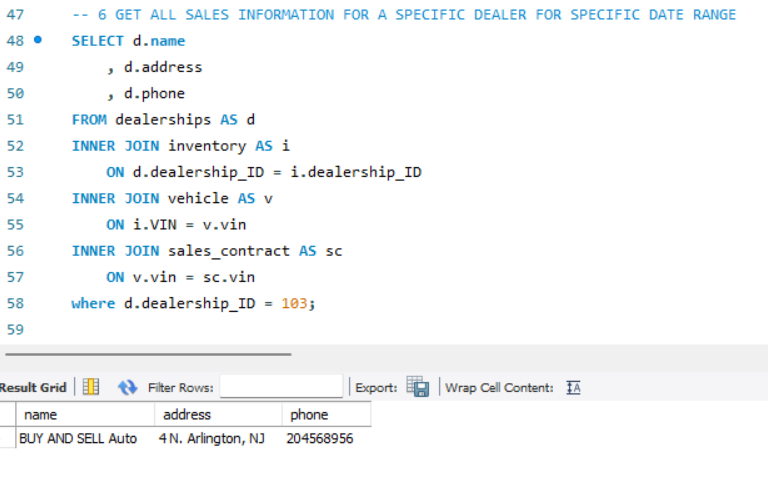 47 -- 6 GET ALL SALES INFORMATION FOR A SPECIFIC DEALER FOR SPECIFIC DATE RANGE
48 SELECT d.name
49 , d.address
50 , d.phone
51 FROM dealerships AS d
52 INNER JOIN inventory AS i
53 ON d.dealership_ID = i.dealership_ID
54 INNER JOIN vehicle AS v
55 ON i.VIN = v.vin
56 INNER JOIN sales_contract AS sc
57 ON v.vin = sc.vin
58 where d.dealership_ID = 103;
59
Result Grid Filter Rows: Export: Wrap Cell Content: IA
name address phone
BUY AND SELL Auto 4 N. Arlington, NJ 204568956